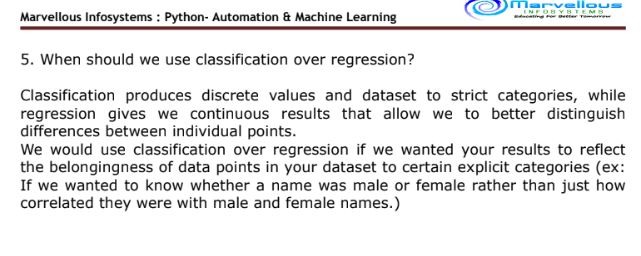 Marvellous Infosystems : Python- Automation & Machine Learning
Marvellous
INFOSYSTEMS
Educating For Better Tomorrow
5. When should we use classification over regression?
Classification produces discrete values and dataset to strict categories, while
regression gives we continuous results that allow we to better distinguish
differences between individual points.
We would use classification over regression if we wanted your results to reflect
the belongingness of data points in your dataset to certain explicit categories (ex:
If we wanted to know whether a name was male or female rather than just how
correlated they were with male and female names.)